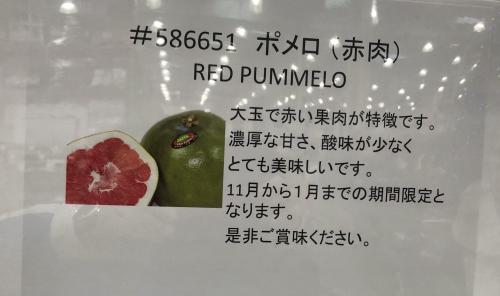 #586651 ポメロ（赤肉）
RED PUMMELO
大玉で赤い果肉が特徴です。
濃厚な甘さ、酸味が少なく
とても美味しいです。
11月から1月までの期間限定と
なります。
是非ご賞味ください。